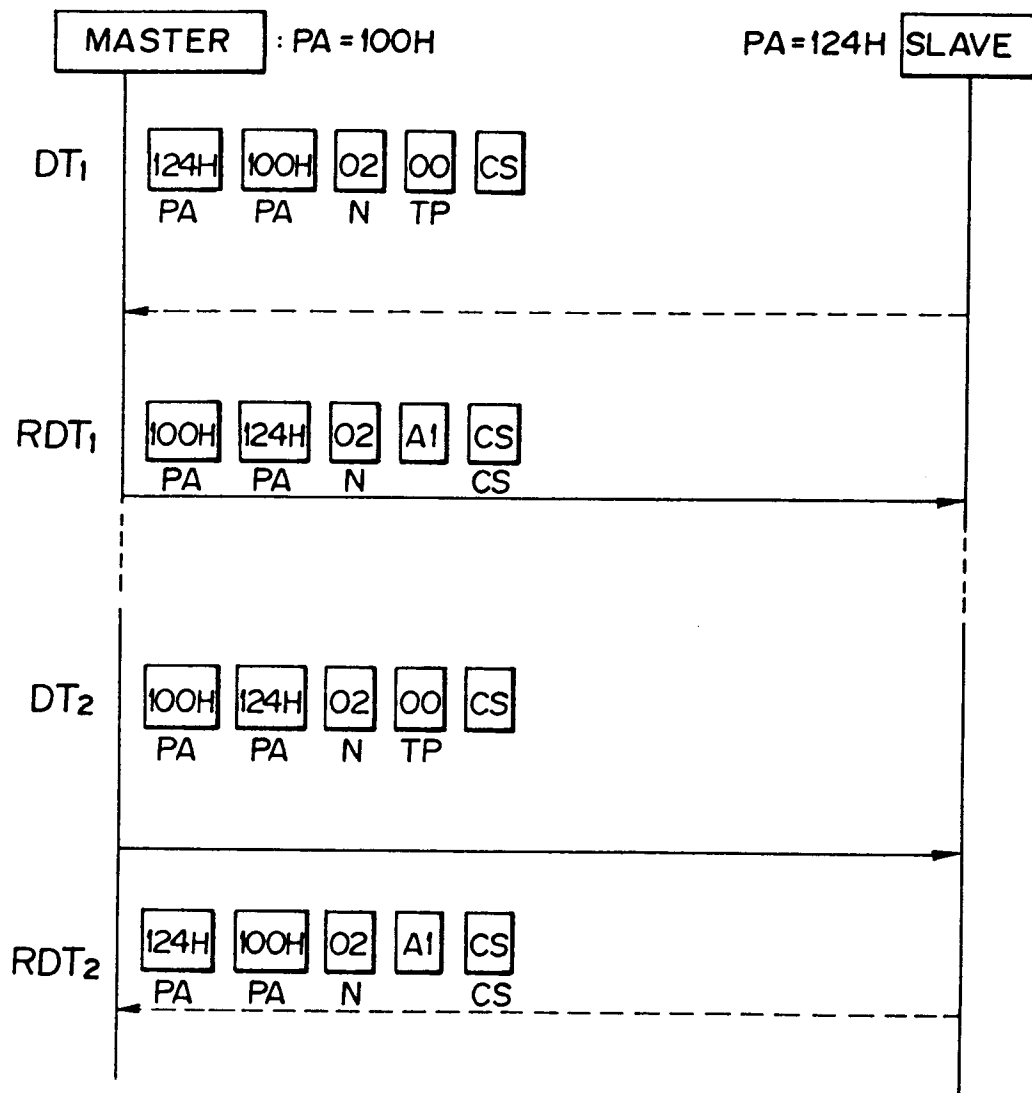 MASTER : PA=100H PA=124H SLAVE
DT1 124H 100H 02 00 CS
PA PA N TP
RDT1 100H 124H 02 A1 CS
PA PA N CS
DT2 100H 124H 02 00 CS
PA PA N TP
RDT2 124H 100H 02 A1 CS
PA PA N CS